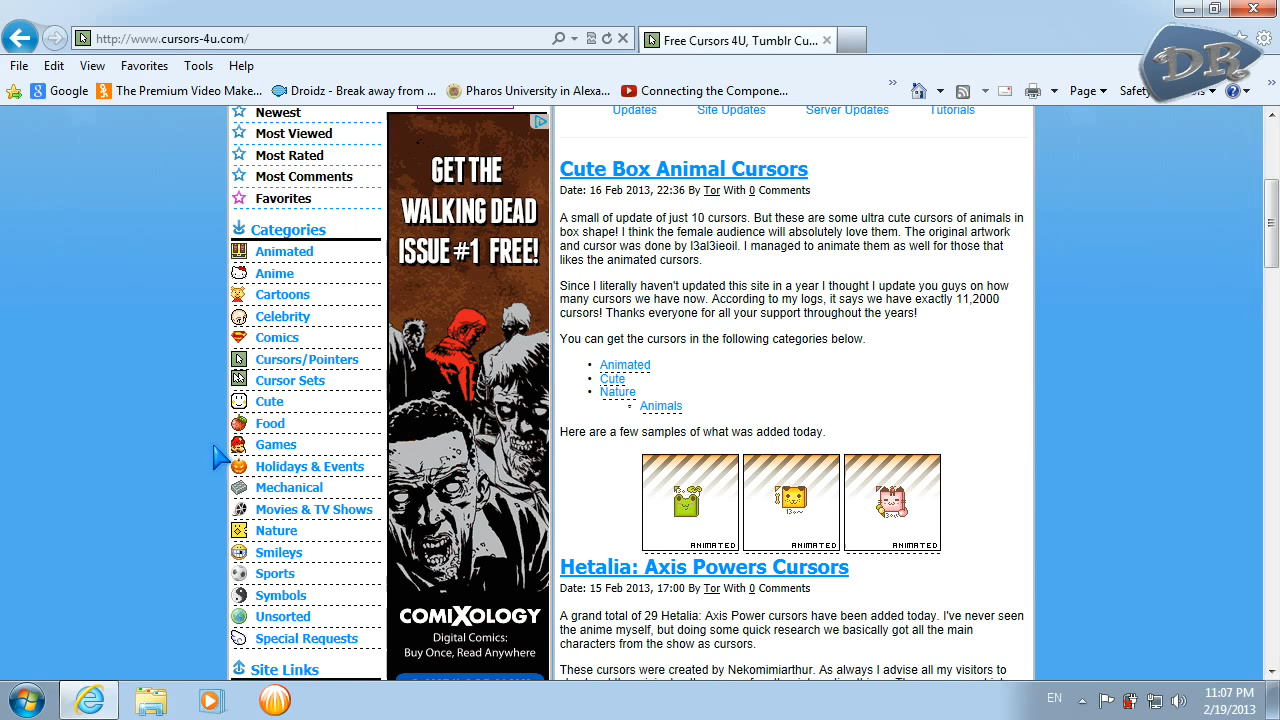 http://www.cursors-4u.com/
Free Cursors 4U, Tumblr Cu...
DR
File Edit View Favorites Tools Help
Google The Premium Video Make... Droidz - Break away from ... Pharos University in Alexa... Connecting the Compone...
Page
Newest
Most Viewed
Most Rated
Most Comments
Favorites
Categories
Animated
Anime
Cartoons
Celebrity
Comics
Cursors/Pointers
Cursor Sets
Cute
Food
Games
Holidays & Events
Mechanical
Movies & TV Shows
Nature
Smileys
Sports
Symbols
Unsorted
Special Requests
Site Links
GET THE
WALKING DEAD
ISSUE #1 FREE!
COMIXOLOGY
Digital Comics:
Buy Once, Read Anywhere
Updates Site Updates Server Updates Tutorials
Cute Box Animal Cursors
Date: 16 Feb 2013, 22:36 By Tor With 0 Comments
A small of update of just 10 cursors. But these are some ultra cute cursors of animals in
box shape! I think the female audience will absolutely love them. The original artwork
and cursor was done by l3al3ieoil. I managed to animate them as well for those that
likes the animated cursors.
Since I literally haven't updated this site in a year I thought I update you guys on how
many cursors we have now. According to my logs, it says we have exactly 11,2000
cursors! Thanks everyone for all your support throughout the years!
You can get the cursors in the following categories below.
Animated
Cute
Nature
Animals
Here are a few samples of what was added today.
ANIMATED ANIMATED ANIMATED
Hetalia: Axis Powers Cursors
Date: 15 Feb 2013, 17:00 By Tor With 0 Comments
A grand total of 29 Hetalia: Axis Power cursors have been added today. I've never seen
the anime myself, but doing some quick research we basically got all the main
characters from the show as cursors.
These cursors were created by Nekomimiarthur. As always I advise all my visitors to
EN
11:07 PM
2/19/2013